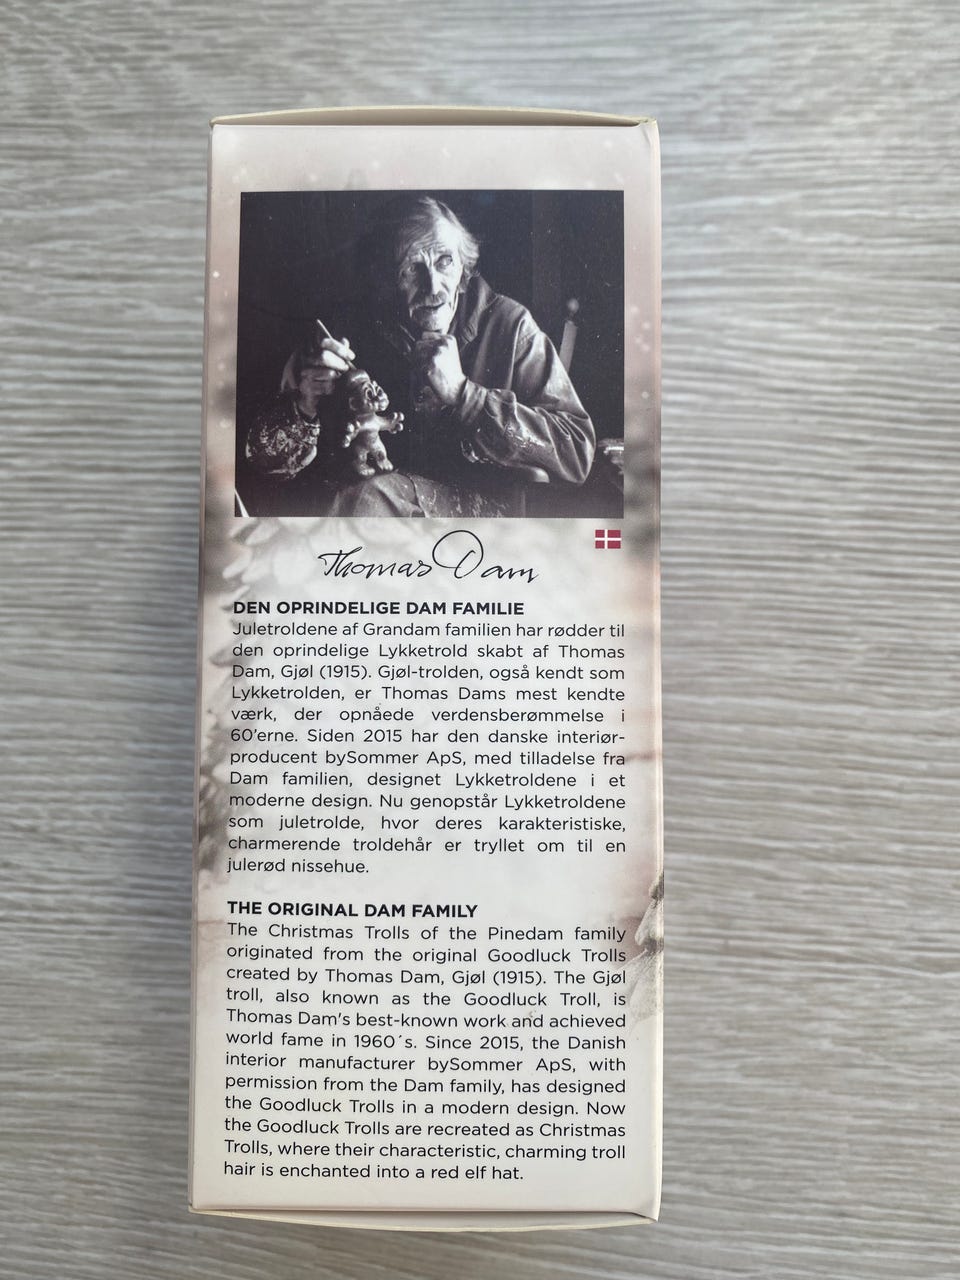 Thomas Dam
DEN OPRINDELIGE DAM FAMILIE
Juletroldene af Grandam familien har rødder til
den oprindelige Lykketrold skabt af Thomas
Dam, Gjøl (1915). Gjøl-trolden, også kendt som
Lykketrolden, er Thomas Dams mest kendte
værk, der opnåede verdensberømmelse i
60'erne. Siden 2015 har den danske interiør-
producent bySommer ApS, med tilladelse fra
Dam familien, designet Lykketroldene i et
moderne design. Nu genopstår Lykketroldene
som juletrolde, hvor deres karakteristiske,
charmerende troldehår er tryllet om til en
julerød nissehue.
THE ORIGINAL DAM FAMILY
The Christmas Trolls of the Pinedam family
originated from the original Goodluck Trolls
created by Thomas Dam, Gjøl (1915). The Gjøl
troll, also known as the Goodluck Troll, is
Thomas Dam's best-known work and achieved
world fame in 1960´s. Since 2015, the Danish
interior manufacturer bySommer ApS, with
permission from the Dam family, has designed
the Goodluck Trolls in a modern design. Now
the Goodluck Trolls are recreated as Christmas
Trolls, where their characteristic, charming troll
hair is enchanted into a red elf hat.